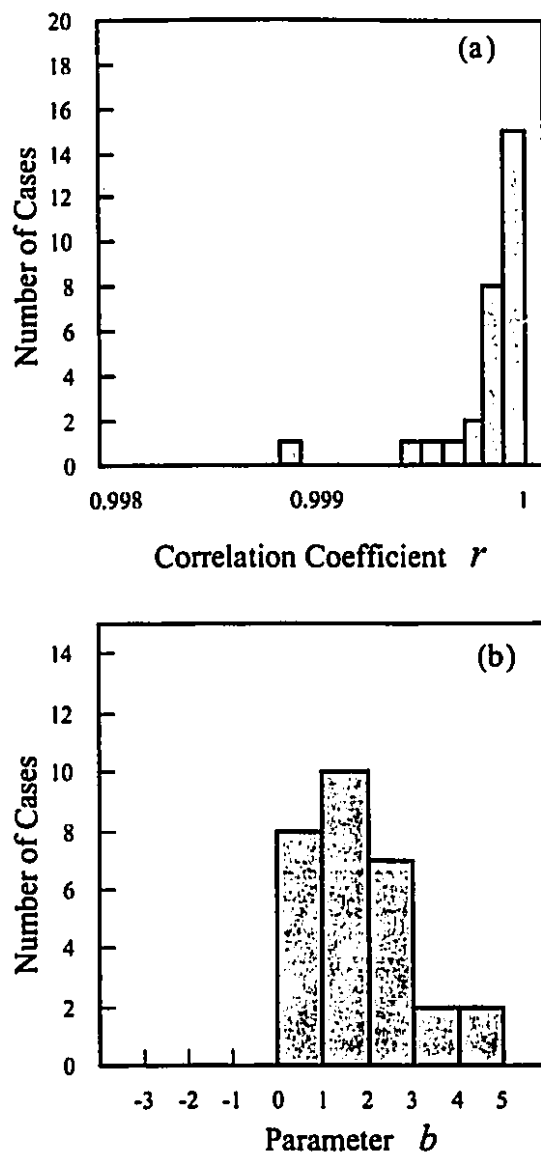 20
(a)
18
16
14
12
10
8
6
4
2
0
Number of Cases
0.998 0.999 1
Correlation Coefficient r
(b)
14
12
10
8
6
4
2
0
Number of Cases
-3 -2 -1 0 1 2 3 4 5
Parameter b